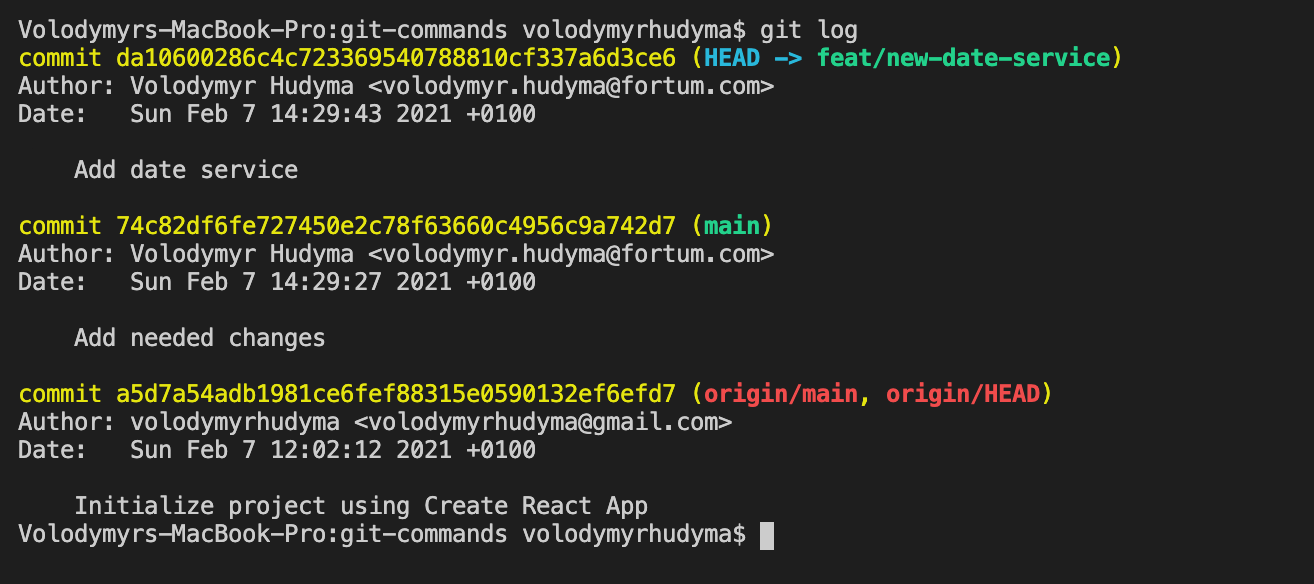 Volodymyrs-MacBook-Pro:git-commands volodymyrhudyma$ git log
commit da10600286c4c723369540788810cf337a6d3ce6 (HEAD -> feat/new-date-service)
Author: Volodymyr Hudyma <volodymyr.hudyma@fortum.com>
Date:   Sun Feb 7 14:29:43 2021 +0100
    Add date service
commit 74c82df6fe727450e2c78f63660c4956c9a742d7 (main)
Author: Volodymyr Hudyma <volodymyr.hudyma@fortum.com>
Date:   Sun Feb 7 14:29:27 2021 +0100
    Add needed changes
commit a5d7a54adb1981ce6fef88315e0590132ef6efd7 (origin/main, origin/HEAD)
Author: volodymyrhudyma <volodymyrhudyma@gmail.com>
Date:   Sun Feb 7 12:02:12 2021 +0100
    Initialize project using Create React App
Volodymyrs-MacBook-Pro:git-commands volodymyrhudyma$